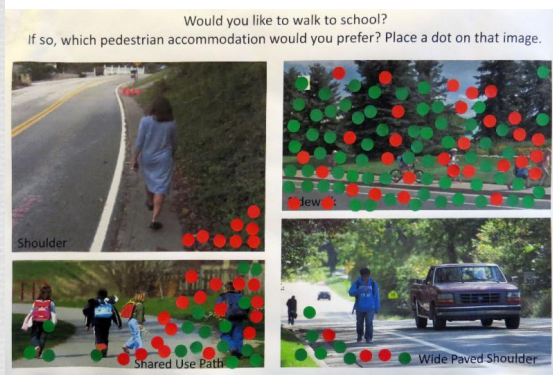 Would you like to walk to school?
If so, which pedestrian accommodation would you prefer? Place a dot on that image.
Shoulder
Shared Use Path
Wide Paved Shoulder